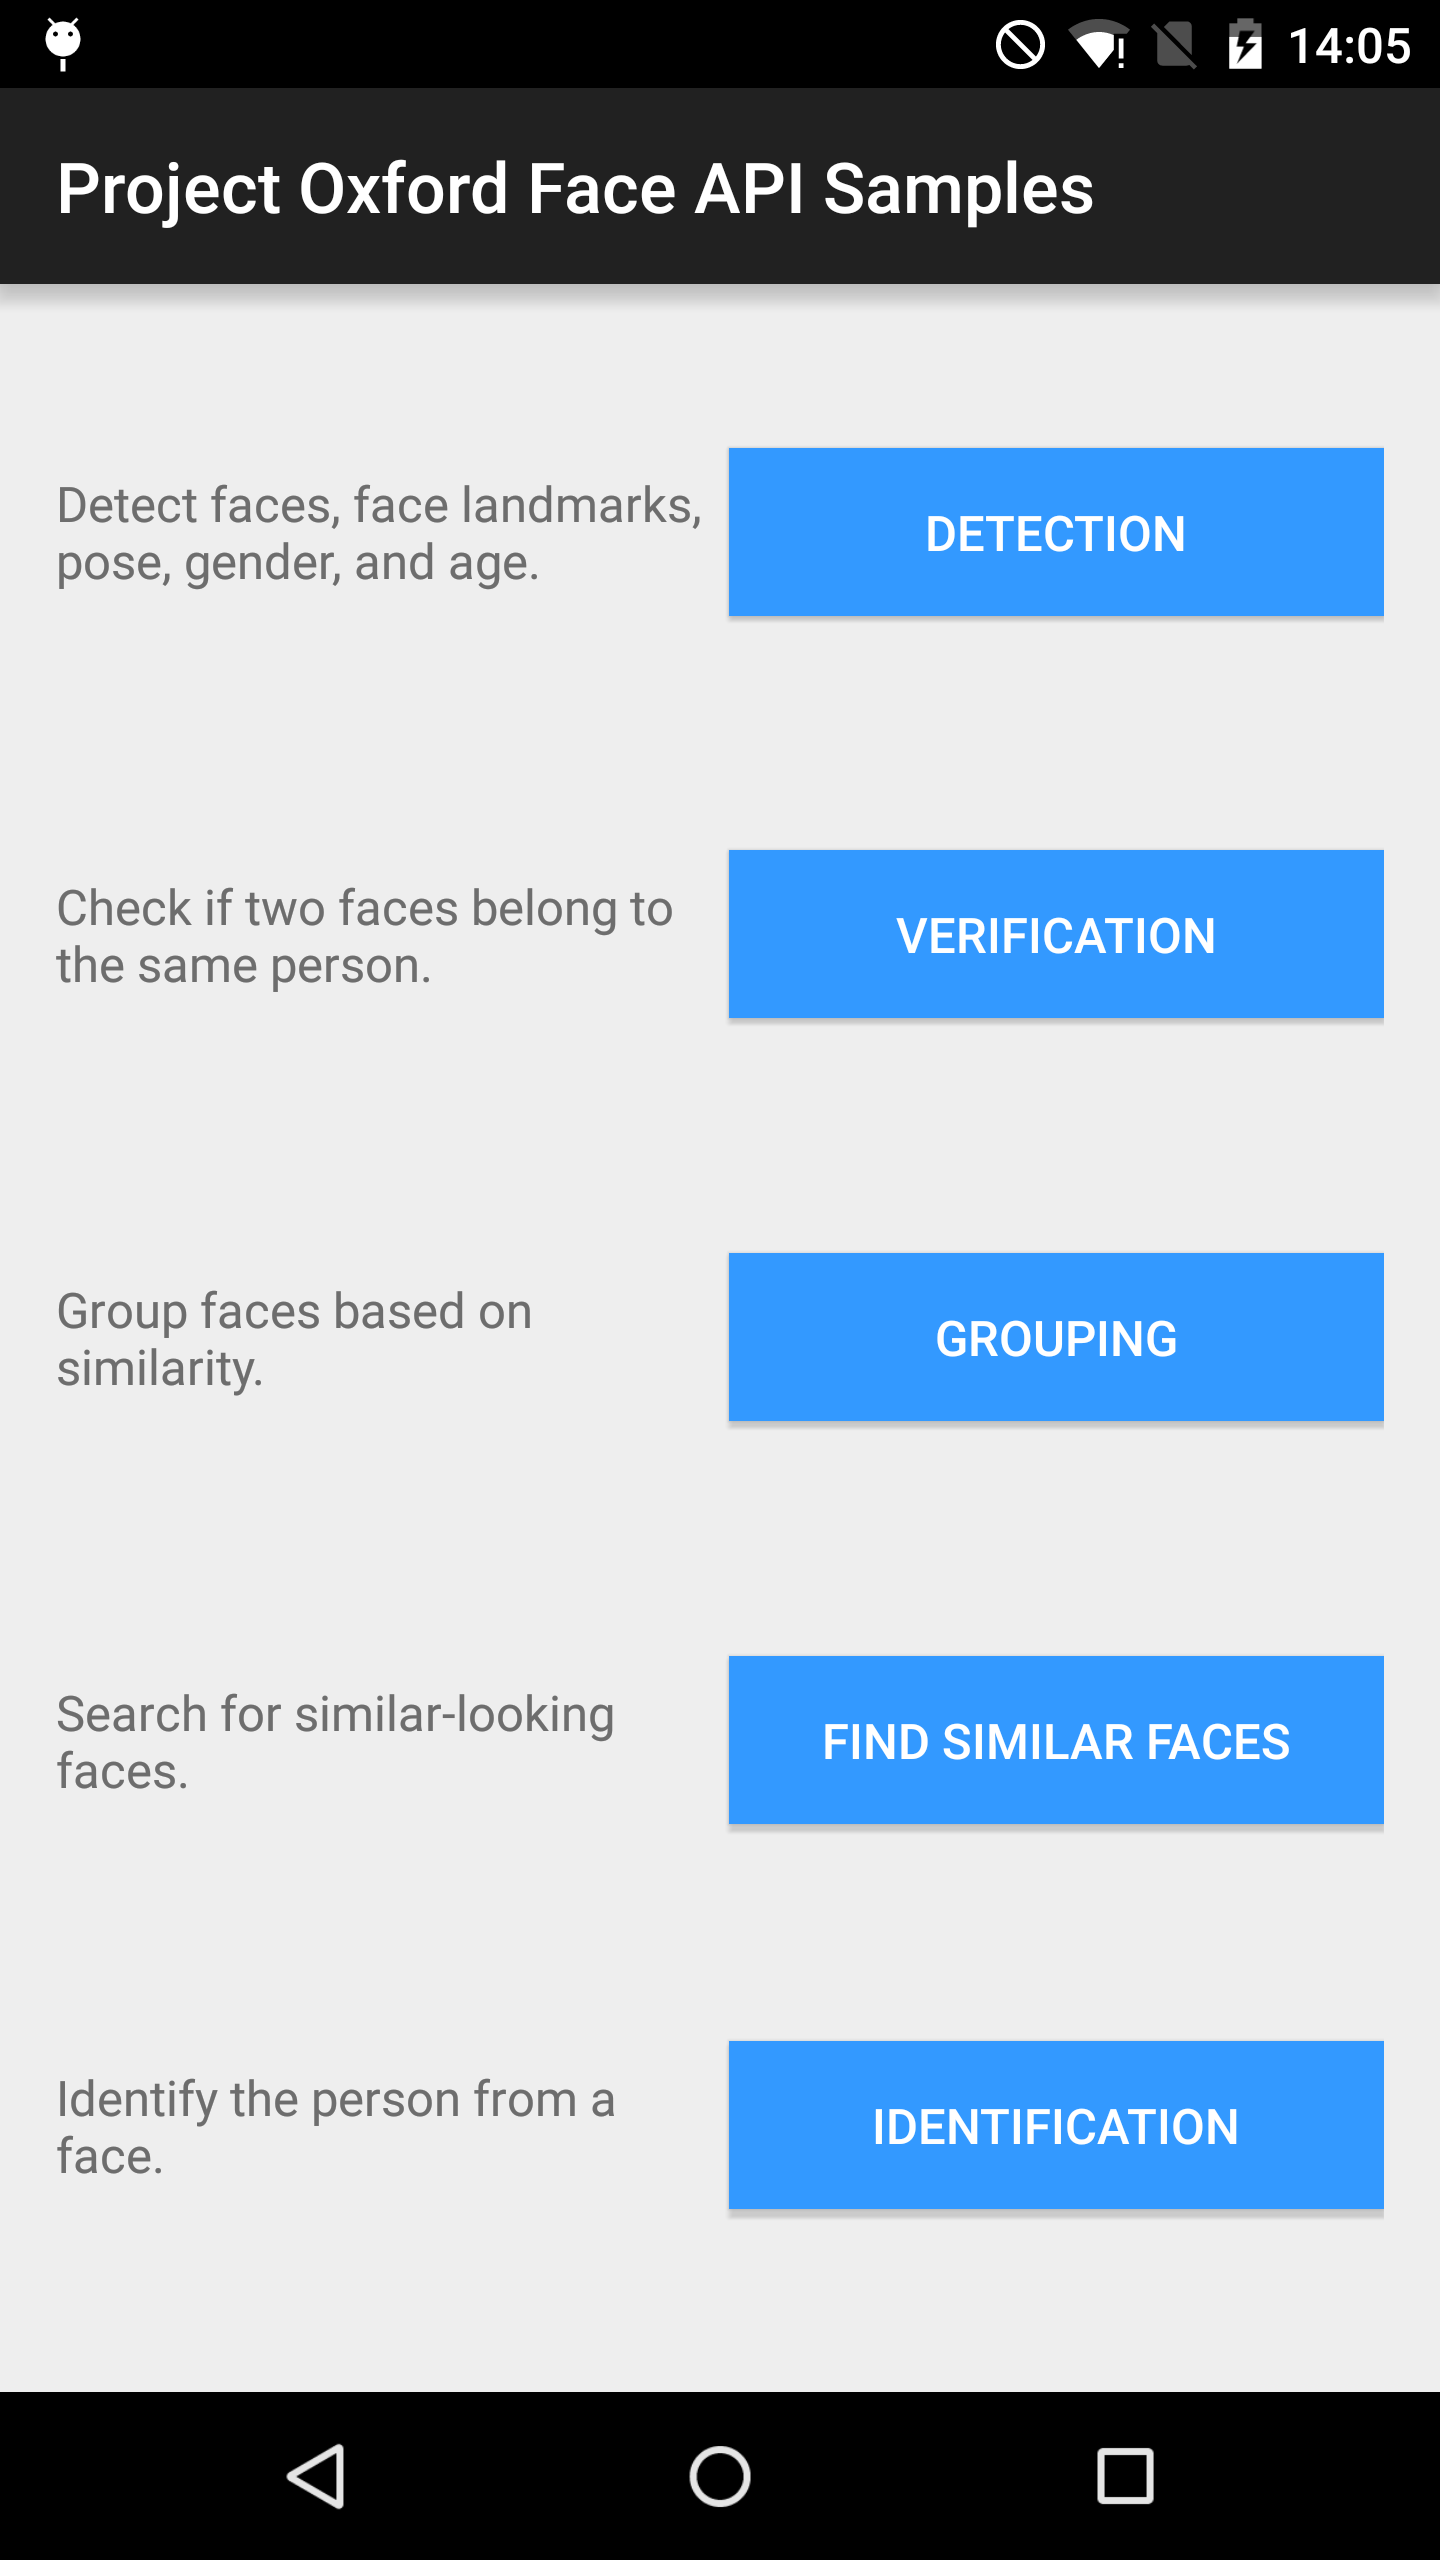 14:05
Project Oxford Face API Samples
Detect faces, face landmarks,
pose, gender, and age.
DETECTION
Check if two faces belong to
the same person.
VERIFICATION
Group faces based on
similarity.
GROUPING
Search for similar-looking
faces.
FIND SIMILAR FACES
Identify the person from a
face.
IDENTIFICATION